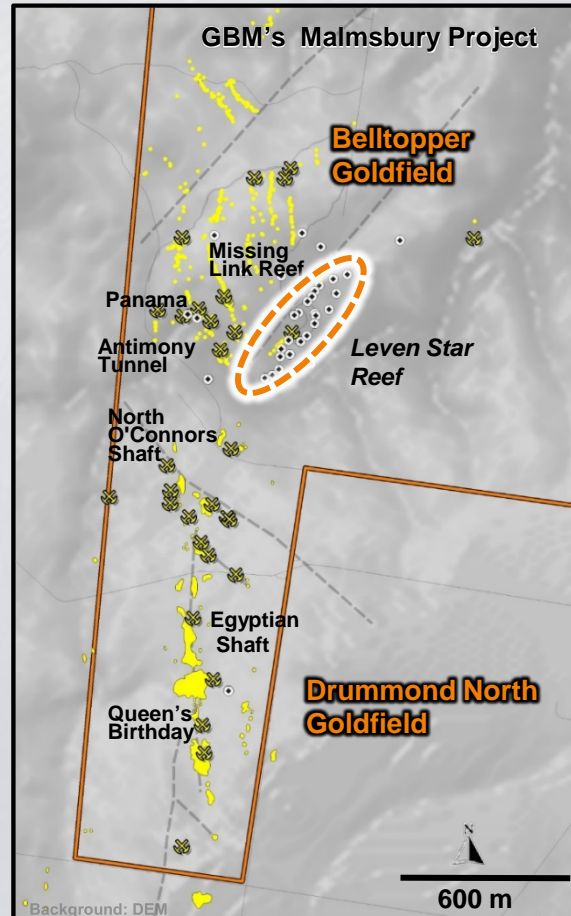 GBM's Malmsbury Project
Belltopper
Goldfield
Missing
Link Reef
Panama
Antimony
Tunnel
Leven Star
Reef
North
O'Connors
Shaft
Egyptian
Shaft
Queen's
Birthday
Drummond North
Goldfield
N
600 m
Background: DEM